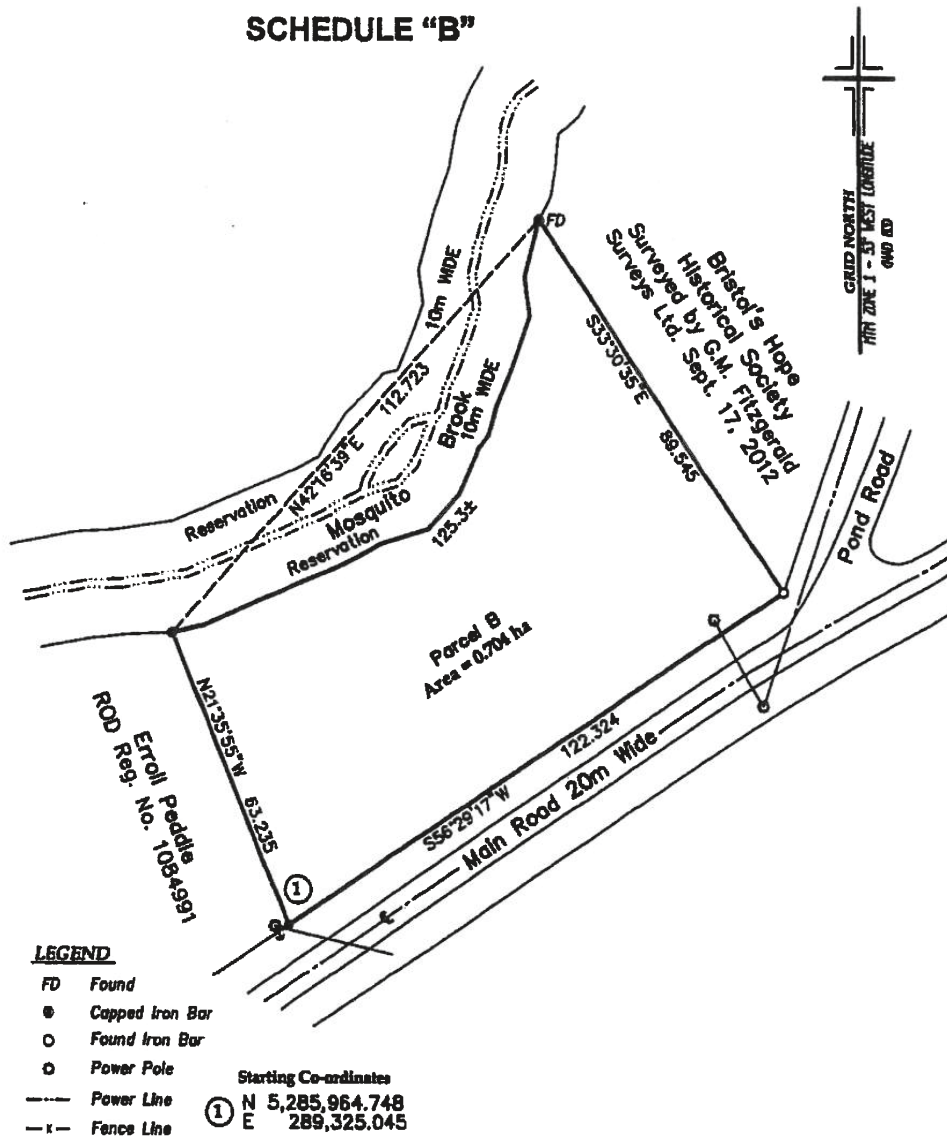 SCHEDULE “B”
GRID NORTH
MTM ZONE 1 - 53° WEST LONGITUDE
FD
10m WIDE
Bristol's Hope
Historical Society
Surveyed by G.M. Fitzgerald
Surveys Ltd. Sept. 17, 2012
S33°30'35"E
89.545
N42°16'39"E
112.723
Brook
10m WIDE
Reservation
Mosquito
Reservation
125.3±
Pond Road
Parcel B
Area = 0.704 ha
N21°35'55"W
63.235
Erroll Peddle
ROD Reg. No. 1084991
S56°29'17"W
122.324
Main Road 20m Wide
1
LEGEND
FD Found
Capped Iron Bar
Found Iron Bar
Power Pole
Power Line
x Fence Line
Starting Co-ordinates
1 N 5,285,964.748
E 289,325.045